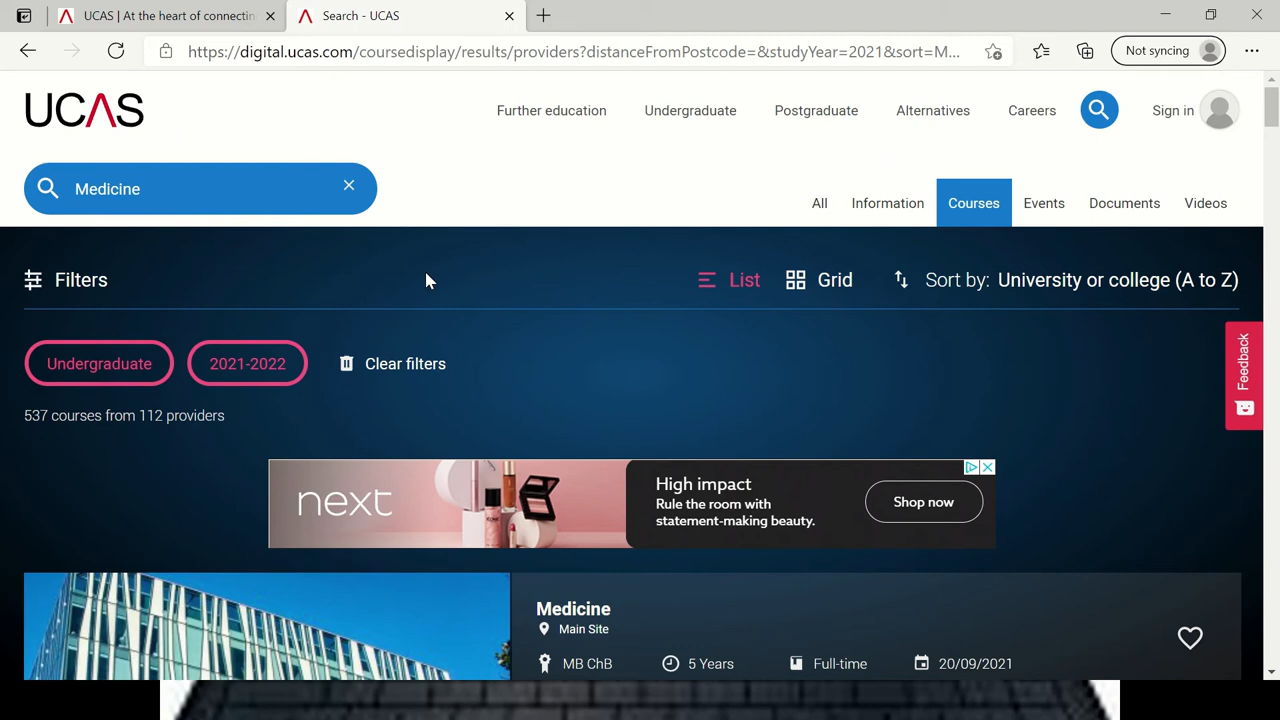 UCAS | At the heart of connectin
Search - UCAS
https://digital.ucas.com/coursedisplay/results/providers?distanceFromPostcode=&studyYear=2021&sort=M...
Not syncing
UCAS
Further education
Undergraduate
Postgraduate
Alternatives
Careers
Sign in
Medicine
All
Information
Courses
Events
Documents
Videos
Filters
List
Grid
Sort by: University or college (A to Z)
Undergraduate
2021-2022
Clear filters
Feedback
537 courses from 112 providers
next
High impact
Rule the room with
statement-making beauty.
Shop now
Medicine
Main Site
MB ChB
5 Years
Full-time
20/09/2021